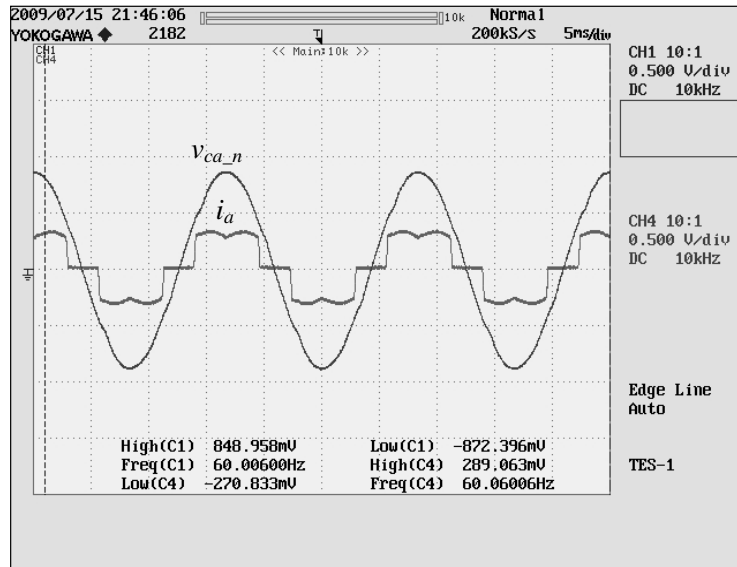 2009/07/15 21:46:06 10k Normal
YOKOGAWA ◆ 2182 T 200kS/s 5ms/div
CH1
CH4
<< Main:10k >>
CH1 10:1
0.500 V/div
DC 10kHz
v_ca_n
i_a
CH4 10:1
0.500 V/div
DC 10kHz
Edge Line
Auto
High(C1) 848.958mV Low(C1) -872.396mV
Freq(C1) 60.00600Hz High(C4) 289.063mV
Low(C4) -270.833mV Freq(C4) 60.06006Hz
TES-1